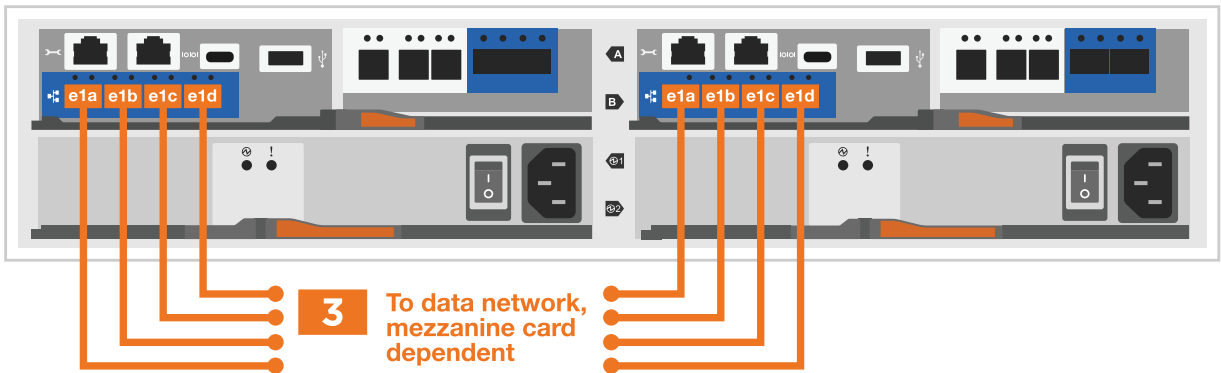 IOIOI
A
IOIOI
e1a e1b e1c e1d
B
e1a e1b e1c e1d
!
1
!
2
3
To data network,
mezzanine card
dependent